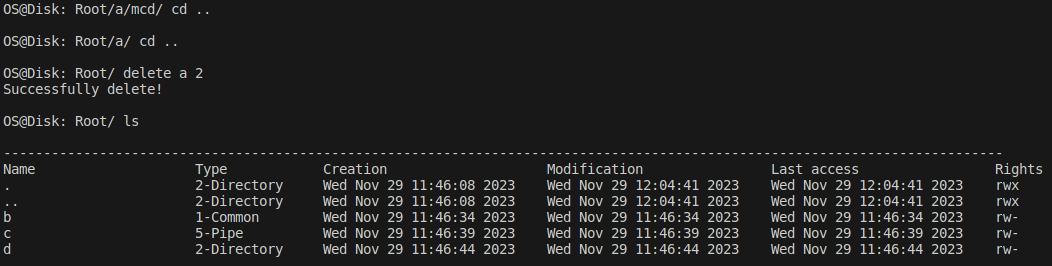 OS@Disk: Root/a/mcd/ cd ..
OS@Disk: Root/a/ cd ..
OS@Disk: Root/ delete a 2
Successfully delete!
OS@Disk: Root/ ls
-----------------------------------------------------------------------------------------------------------------------------
Name Type Creation Modification Last access Rights
. 2-Directory Wed Nov 29 11:46:08 2023 Wed Nov 29 12:04:41 2023 Wed Nov 29 12:04:41 2023 rwx
.. 2-Directory Wed Nov 29 11:46:08 2023 Wed Nov 29 12:04:41 2023 Wed Nov 29 12:04:41 2023 rwx
b 1-Common Wed Nov 29 11:46:34 2023 Wed Nov 29 11:46:34 2023 Wed Nov 29 11:46:34 2023 rw-
c 5-Pipe Wed Nov 29 11:46:39 2023 Wed Nov 29 11:46:39 2023 Wed Nov 29 11:46:39 2023 rw-
d 2-Directory Wed Nov 29 11:46:44 2023 Wed Nov 29 11:46:44 2023 Wed Nov 29 11:46:44 2023 rw-